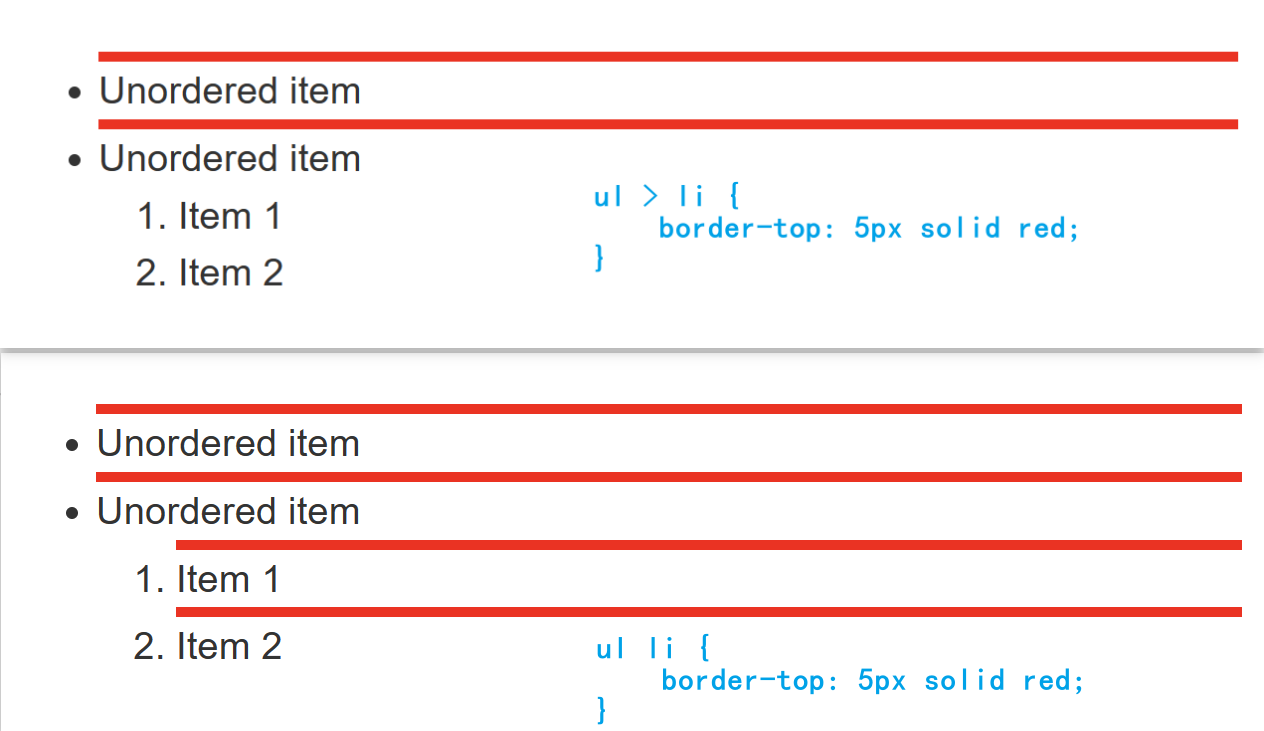 • Unordered item
• Unordered item
1. Item 1
2. Item 2
ul > li {
    border-top: 5px solid red;
}
• Unordered item
• Unordered item
1. Item 1
2. Item 2
ul li {
    border-top: 5px solid red;
}